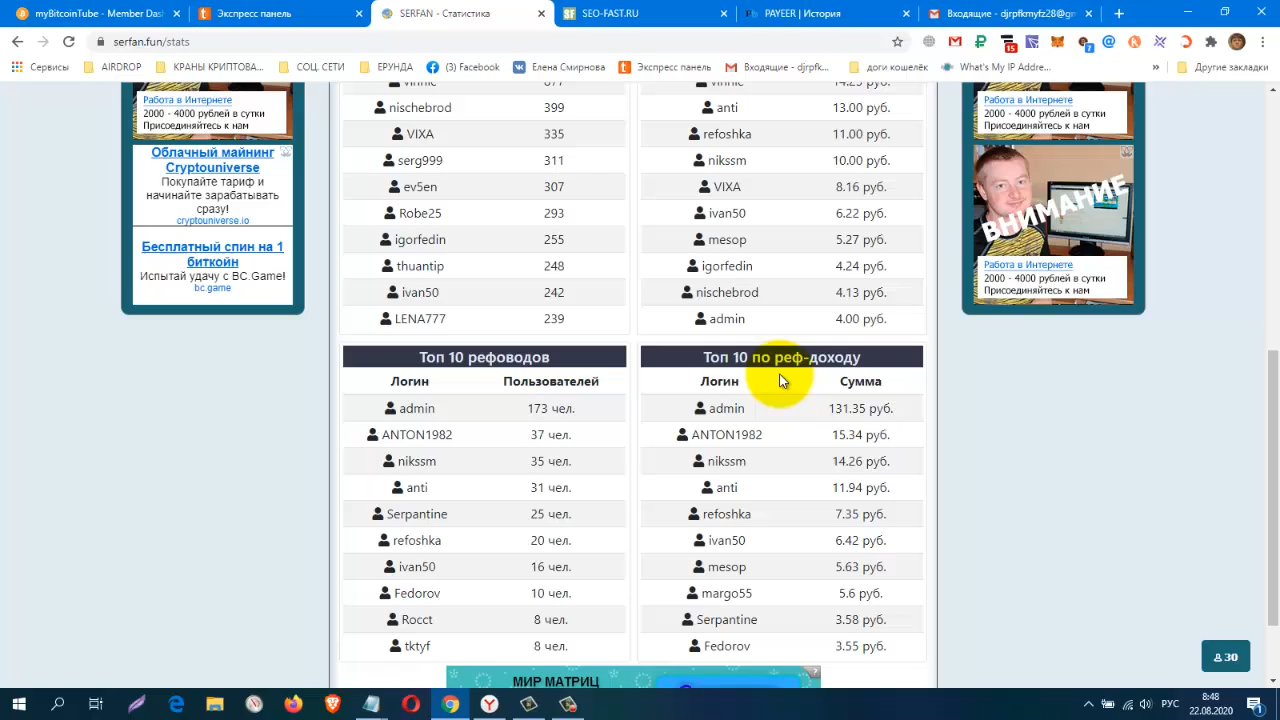 myBitcoinTube - Member Dash
Экспресс панель
SERFAN - Статистика
SEO-FAST.RU
PAYEER | История
Входящие - djrpfkmyfz28@gm
serfan.fun/stats
15
7
Сервисы
AIRDROP
КРАНЫ КРИПТОВА...
СОЦ. СЕТИ
ЕРУНДА
(3) Facebook
Елена Смирнова
Экспресс панель
Входящие - djrpfk...
доги кошелёк
What's My IP Addre...
»
Другие закладки
Работа в Интернете
2000 - 4000 рублей в сутки
Присоединяйтесь к нам
Облачный майнинг
Cryptouniverse
Покупайте тариф и
начинайте зарабатывать
сразу!
cryptouniverse.io
Бесплатный спин на 1
биткойн
Испытай удачу с BC.Game!
bc.game
nischebrod 399
VIXA 335
serg999 311
ev5en 307
Robe25 293
igorfedin 255
thuantip 248
ivan50 242
LENA77 239
anti 13.00 руб.
refoshka 11.00 руб.
nikssm 10.00 руб.
VIXA 8.16 руб.
ivan50 6.22 руб.
mesop 5.27 руб.
igorfedin 4.24 руб.
nischebrod 4.13 руб.
admin 4.00 руб.
Топ 10 рефоводов
Логин Пользователей
admin 173 чел.
ANTON1982 37 чел.
nikssm 35 чел.
anti 31 чел.
Serpantine 25 чел.
refoshka 20 чел.
ivan50 16 чел.
Fedorov 10 чел.
Rocct 8 чел.
tktyf 8 чел.
Топ 10 по реф-доходу
Логин Сумма
admin 131.35 руб.
ANTON1982 15.34 руб.
nikssm 14.26 руб.
anti 11.94 руб.
refoshka 7.35 руб.
ivan50 6.42 руб.
mesop 5.63 руб.
margo55 5.6 руб.
Serpantine 3.58 руб.
Fedorov 3.55 руб.
Работа в Интернете
2000 - 4000 рублей в сутки
Присоединяйтесь к нам
ВНИМАНИЕ
Работа в Интернете
2000 - 4000 рублей в сутки
Присоединяйтесь к нам
30
МИР МАТРИЦ
РУС
8:48
22.08.2020
1